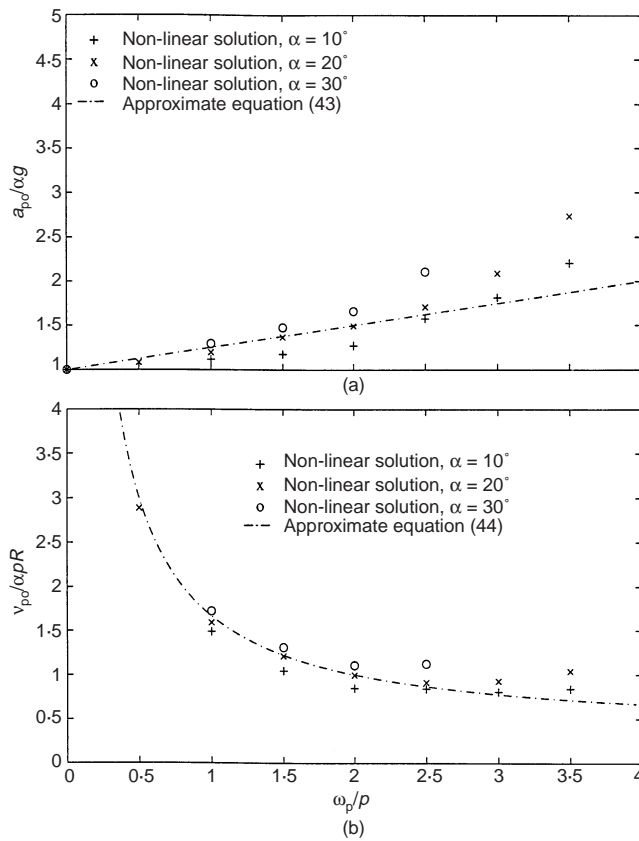 5
+ Non-linear solution, α = 10°
4·5
x Non-linear solution, α = 20°
o Non-linear solution, α = 30°
4
Approximate equation (43)
3·5
a_po/αg
3
2·5
2
1·5
1
(a)
4
3·5
+ Non-linear solution, α = 10°
x Non-linear solution, α = 20°
3
o Non-linear solution, α = 30°
Approximate equation (44)
2·5
ν_po/αpR
2
1·5
1
0·5
0
0 0·5 1 1·5 2 2·5 3 3·5 4
ω_p/p
(b)